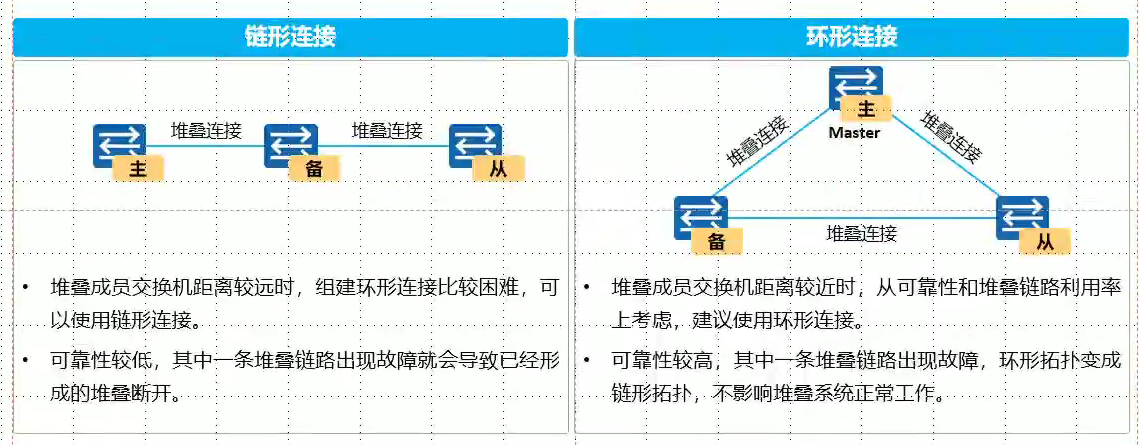 链形连接
堆叠连接
堆叠连接
主
备
从
• 堆叠成员交换机距离较远时，组建环形连接比较困难，可
以使用链形连接。
• 可靠性较低，其中一条堆叠链路出现故障就会导致已经形
成的堆叠断开。
环形连接
主
Master
堆叠连接
堆叠连接
备
堆叠连接
从
• 堆叠成员交换机距离较近时，从可靠性和堆叠链路利用率
上考虑，建议使用环形连接。
• 可靠性较高，其中一条堆叠链路出现故障，环形拓扑变成
链形拓扑，不影响堆叠系统正常工作。